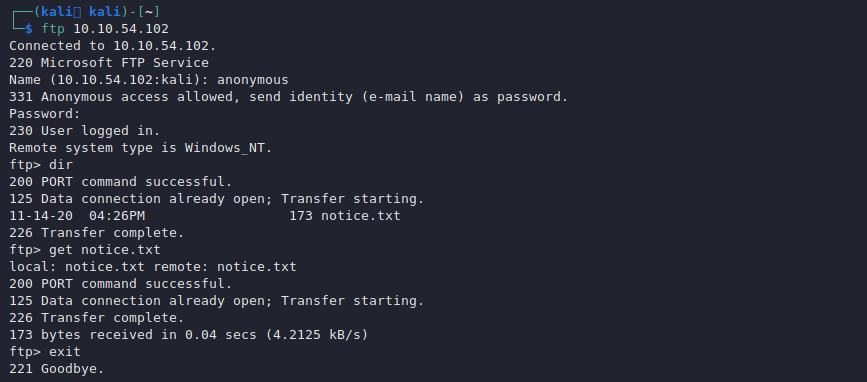 ┌──(kali㉿ kali)-[~]
└─$ ftp 10.10.54.102
Connected to 10.10.54.102.
220 Microsoft FTP Service
Name (10.10.54.102:kali): anonymous
331 Anonymous access allowed, send identity (e-mail name) as password.
Password:
230 User logged in.
Remote system type is Windows_NT.
ftp> dir
200 PORT command successful.
125 Data connection already open; Transfer starting.
11-14-20  04:26PM                  173 notice.txt
226 Transfer complete.
ftp> get notice.txt
local: notice.txt remote: notice.txt
200 PORT command successful.
125 Data connection already open; Transfer starting.
226 Transfer complete.
173 bytes received in 0.04 secs (4.2125 kB/s)
ftp> exit
221 Goodbye.